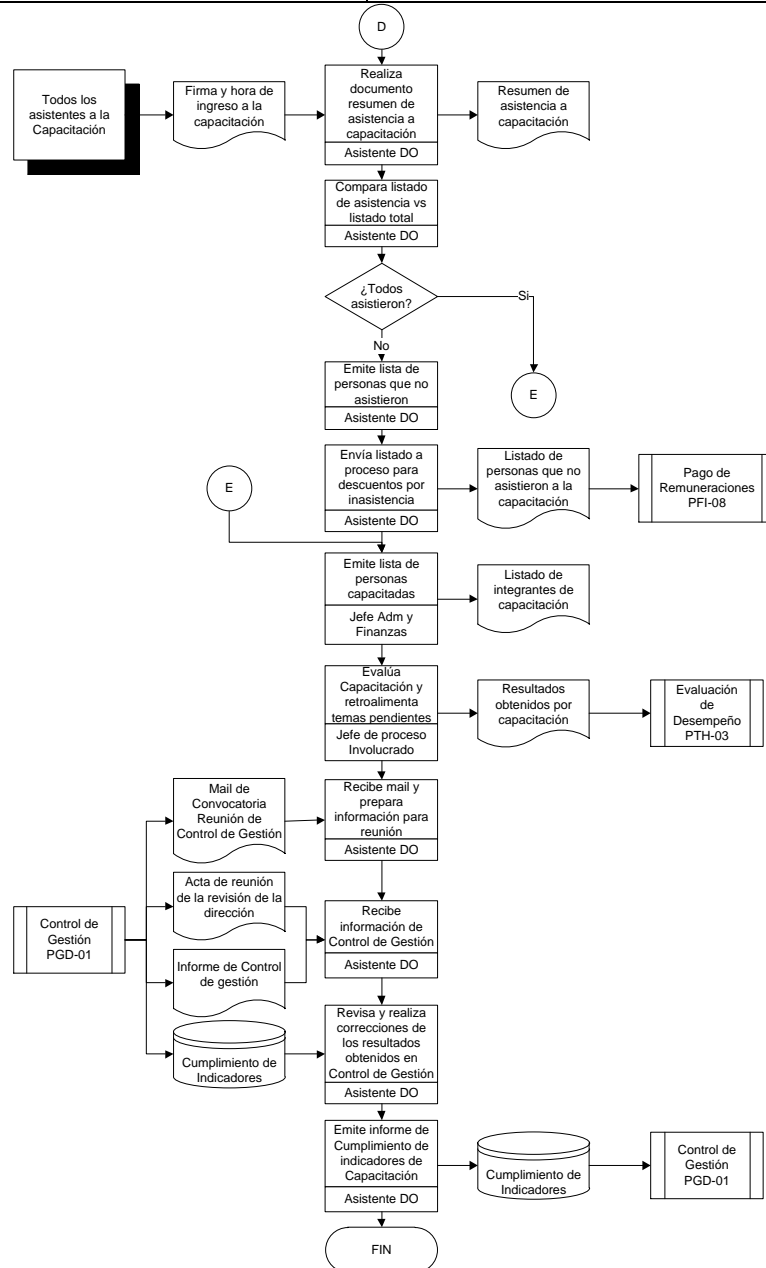 D
Todos los
asistentes a la
Capacitación
Firma y hora de
ingreso a la
capacitación
Realiza
documento
resumen de
asistencia a
capacitación
Asistente DO
Resumen de
asistencia a
capacitación
Compara listado
de asistencia vs
listado total
Asistente DO
¿Todos
asistieron?
Si
No
E
Emite lista de
personas que no
asistieron
Asistente DO
E
Envía listado a
proceso para
descuentos por
inasistencia
Asistente DO
Listado de
personas que no
asistieron a la
capacitación
Pago de
Remuneraciones
PFI-08
Emite lista de
personas
capacitadas
Jefe Adm y
Finanzas
Listado de
integrantes de
capacitación
Evalúa
Capacitación y
retroalimenta
temas pendientes
Jefe de proceso
Involucrado
Resultados
obtenidos por
capacitación
Evaluación
de
Desempeño
PTH-03
Mail de
Convocatoria
Reunión de
Control de Gestión
Recibe mail y
prepara
información para
reunión
Asistente DO
Control de
Gestión
PGD-01
Acta de reunión
de la revisión de la
dirección
Informe de Control
de gestión
Recibe
información de
Control de Gestión
Asistente DO
Cumplimiento de
Indicadores
Revisa y realiza
correcciones de
los resultados
obtenidos en
Control de Gestión
Asistente DO
Emite informe de
Cumplimiento de
indicadores de
Capacitación
Asistente DO
Cumplimiento de
Indicadores
Control de
Gestión
PGD-01
FIN